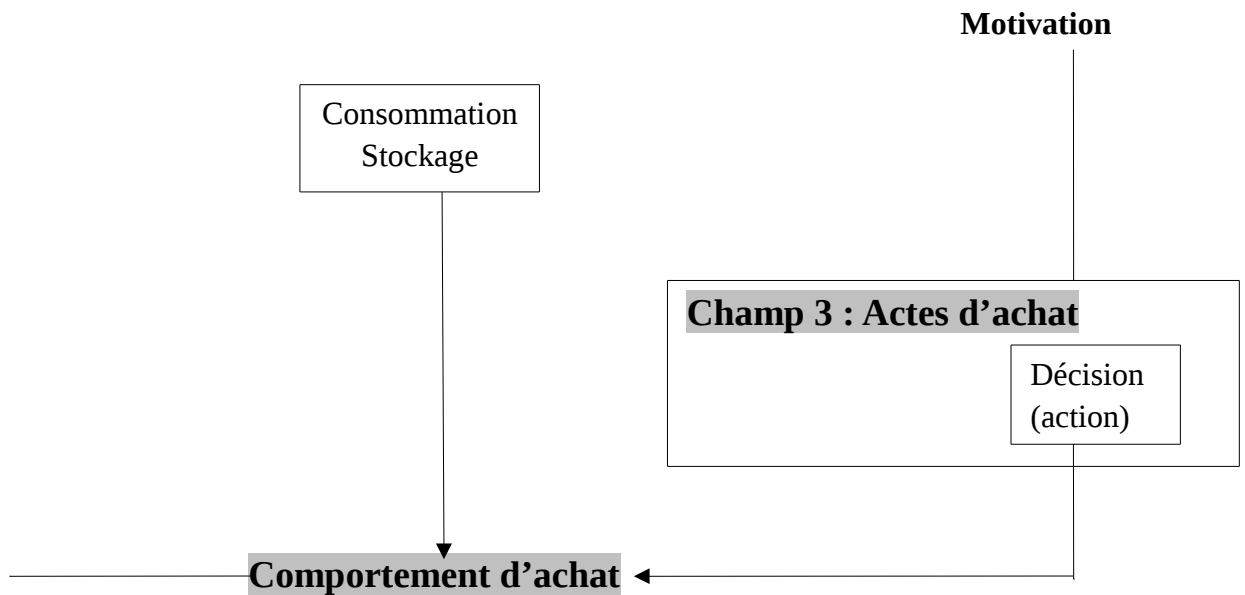 Motivation
Consommation
Stockage
Champ 3 : Actes d’achat
Décision
(action)
Comportement d’achat